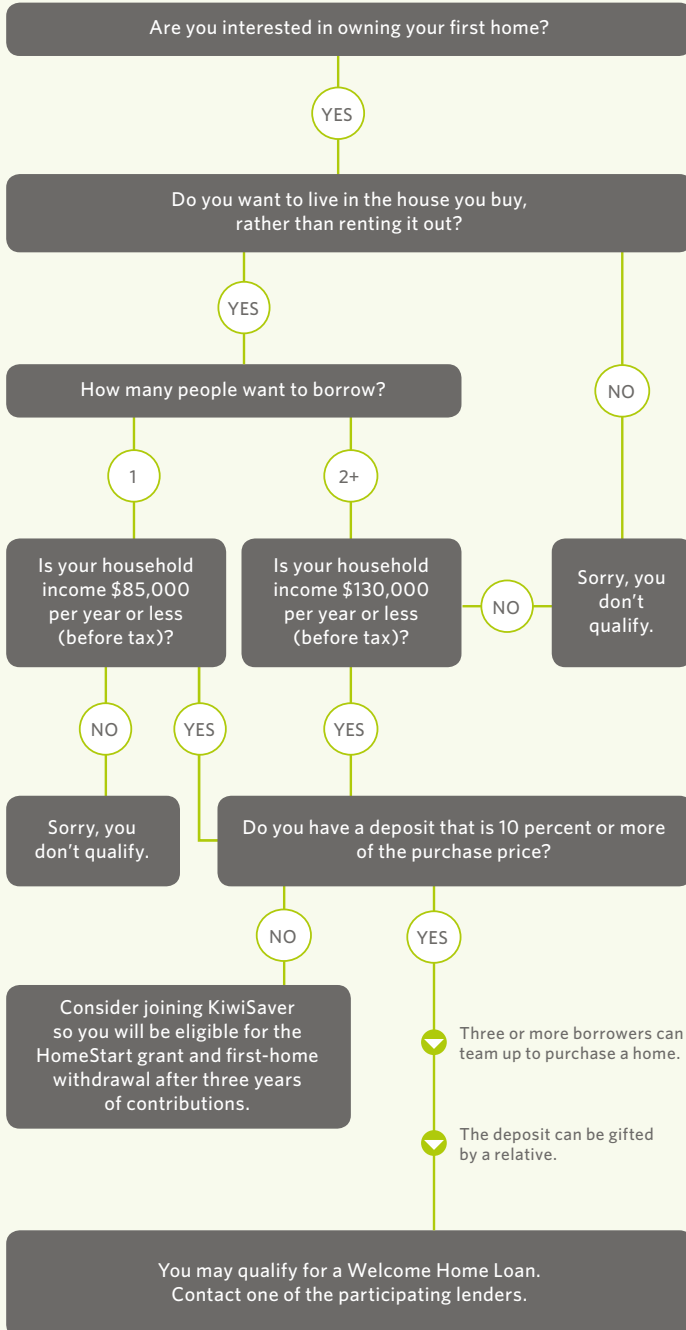 Are you interested in owning your first home?
YES
Do you want to live in the house you buy,
rather than renting it out?
YES
NO
How many people want to borrow?
1
2+
Is your household
income $85,000
per year or less
(before tax)?
Is your household
income $130,000
per year or less
(before tax)?
NO
Sorry, you
don't
qualify.
NO
YES
YES
Sorry, you
don't qualify.
Do you have a deposit that is 10 percent or more
of the purchase price?
NO
YES
Consider joining KiwiSaver
so you will be eligible for the
HomeStart grant and first-home
withdrawal after three years
of contributions.
Three or more borrowers can
team up to purchase a home.
The deposit can be gifted
by a relative.
You may qualify for a Welcome Home Loan.
Contact one of the participating lenders.